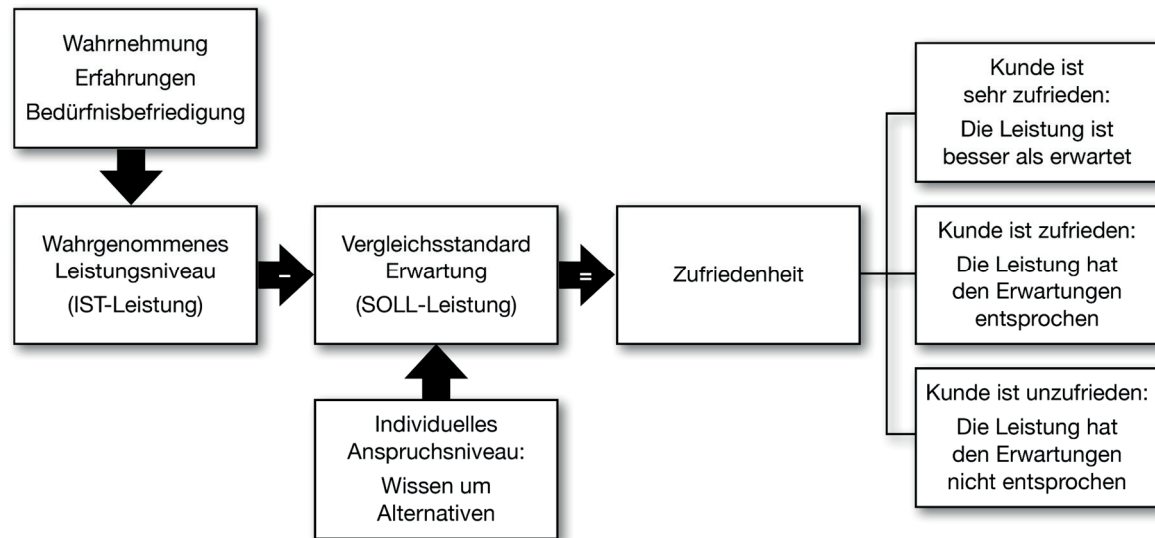 Wahrnehmung
Erfahrungen
Bedürfnisbefriedigung
Wahrgenommenes
Leistungsniveau
(IST-Leistung)
–
Vergleichsstandard
Erwartung
(SOLL-Leistung)
=
Zufriedenheit
Individuelles
Anspruchsniveau:
Wissen um
Alternativen
Kunde ist
sehr zufrieden:
Die Leistung ist
besser als erwartet
Kunde ist zufrieden:
Die Leistung hat
den Erwartungen
entsprochen
Kunde ist unzufrieden:
Die Leistung hat
den Erwartungen
nicht entsprochen